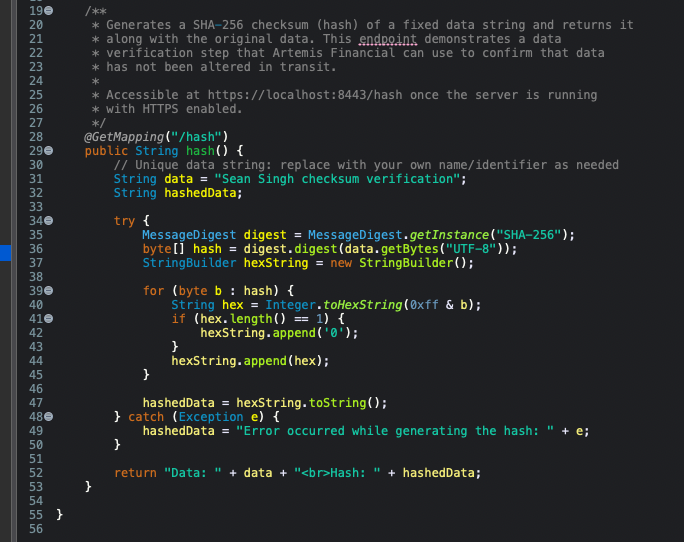 19 /**
20 * Generates a SHA-256 checksum (hash) of a fixed data string and returns it
21 * along with the original data. This endpoint demonstrates a data
22 * verification step that Artemis Financial can use to confirm that data
23 * has not been altered in transit.
24 *
25 * Accessible at https://localhost:8443/hash once the server is running
26 * with HTTPS enabled.
27 */
28 @GetMapping("/hash")
29 public String hash() {
30 // Unique data string: replace with your own name/identifier as needed
31 String data = "Sean Singh checksum verification";
32 String hashedData;
33
34 try {
35 MessageDigest digest = MessageDigest.getInstance("SHA-256");
36 byte[] hash = digest.digest(data.getBytes("UTF-8"));
37 StringBuilder hexString = new StringBuilder();
38
39 for (byte b : hash) {
40 String hex = Integer.toHexString(0xff & b);
41 if (hex.length() == 1) {
42 hexString.append('0');
43 }
44 hexString.append(hex);
45 }
46
47 hashedData = hexString.toString();
48 } catch (Exception e) {
49 hashedData = "Error occurred while generating the hash: " + e;
50 }
51
52 return "Data: " + data + "<br>Hash: " + hashedData;
53 }
54
55 }
56